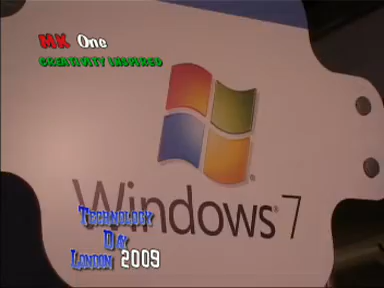 MK One
CREATIVITY INSPIRED
Windows 7
TECHNOLOGY
DAY
LONDON 2009